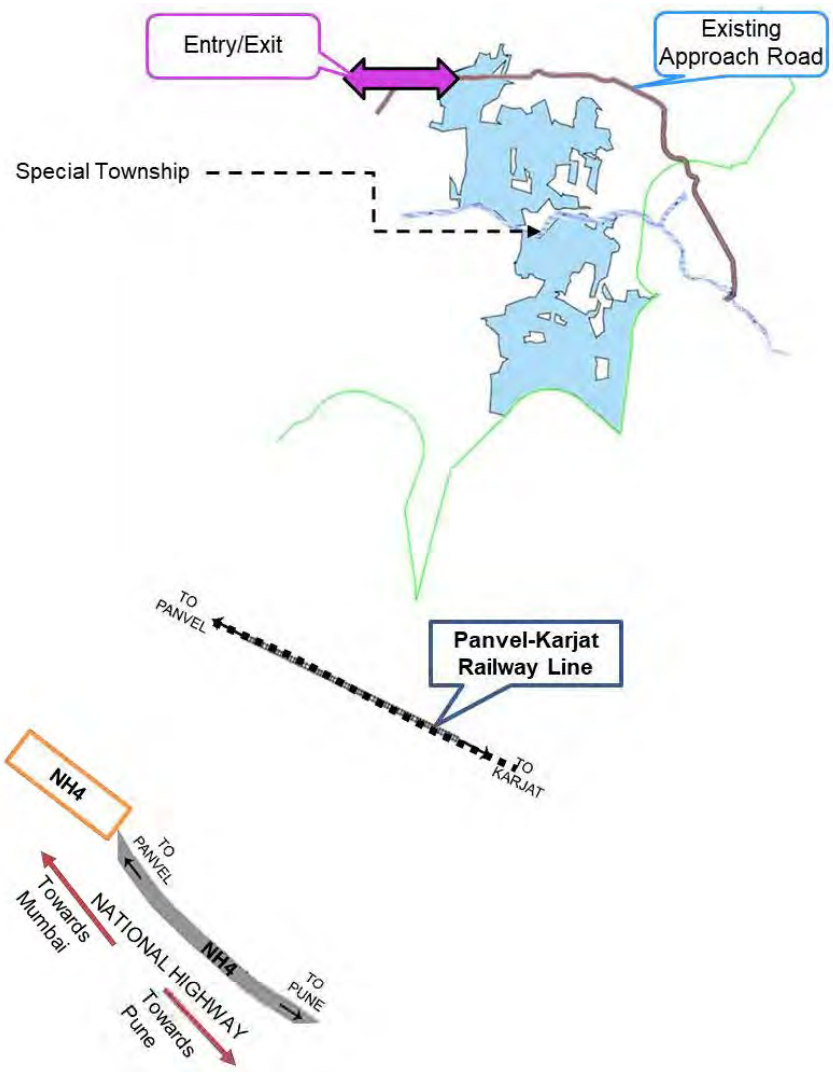 Entry/Exit
Existing
Approach Road
Special Township
TO
PANVEL
Panvel-Karjat
Railway Line
TO
KARJAT
NH4
TO
PANVEL
Towards
Mumbai
NATIONAL HIGHWAY
NH4
TO
PUNE
Towards
Pune